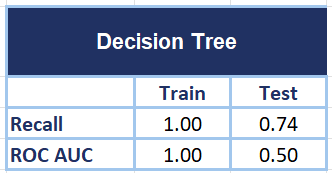 Decision Tree
Train Test
Recall 1.00 0.74
ROC AUC 1.00 0.50